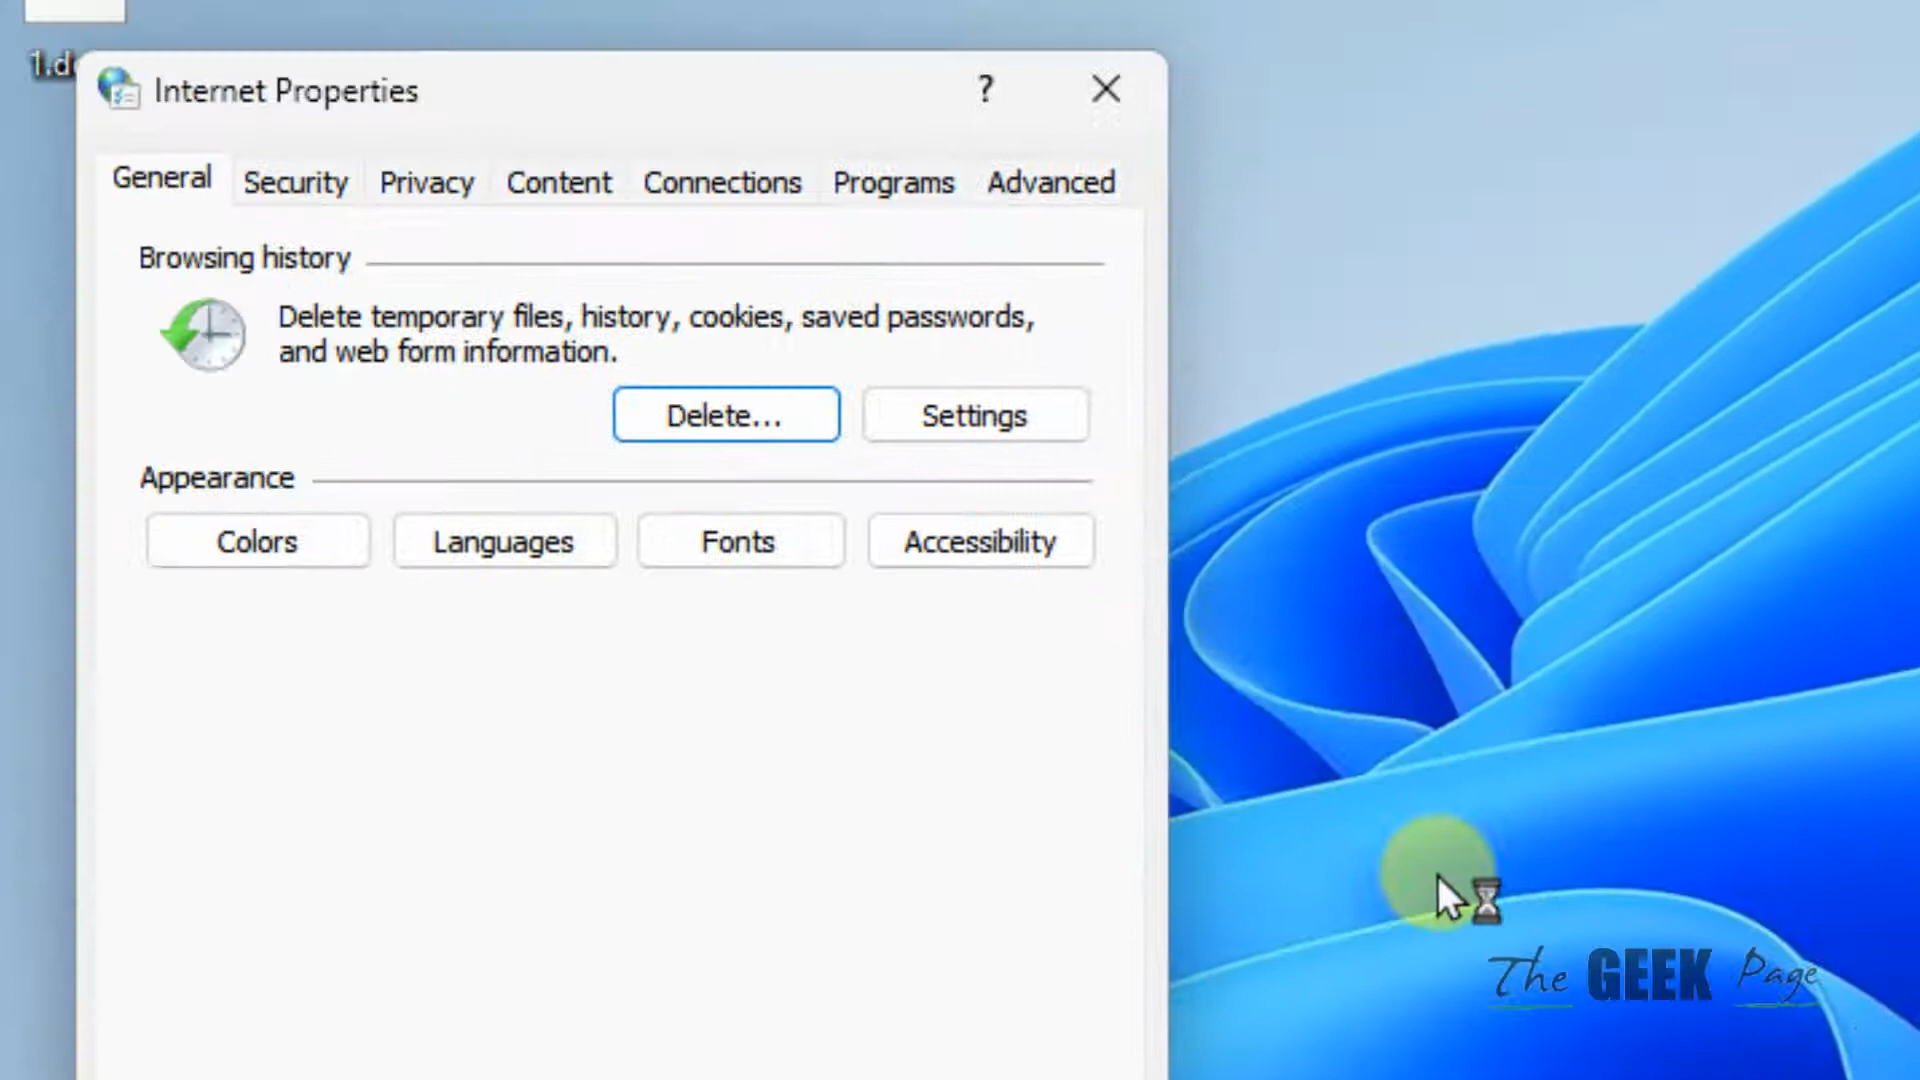 1.d
Internet Properties
?
General Security Privacy Content Connections Programs Advanced
Browsing history
Delete temporary files, history, cookies, saved passwords,
and web form information.
Delete... Settings
Appearance
Colors Languages Fonts Accessibility
The GEEK Page